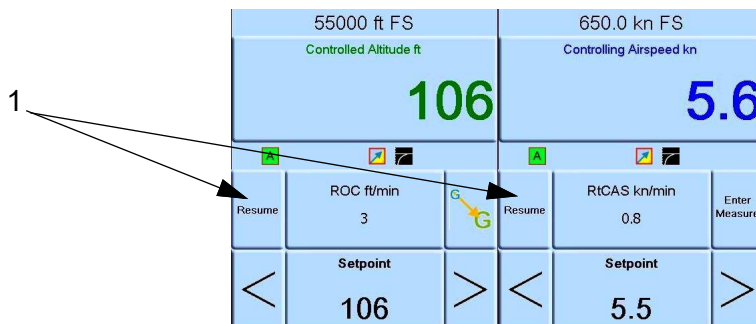 55000 ft FS
650.0 kn FS
Controlled Altitude ft
Controlling Airspeed kn
106
5.6
1
A
A
Resume
ROC ft/min
3
G
G
Resume
RtCAS kn/min
0.8
Enter
Measure
<
Setpoint
106
>
<
Setpoint
5.5
>